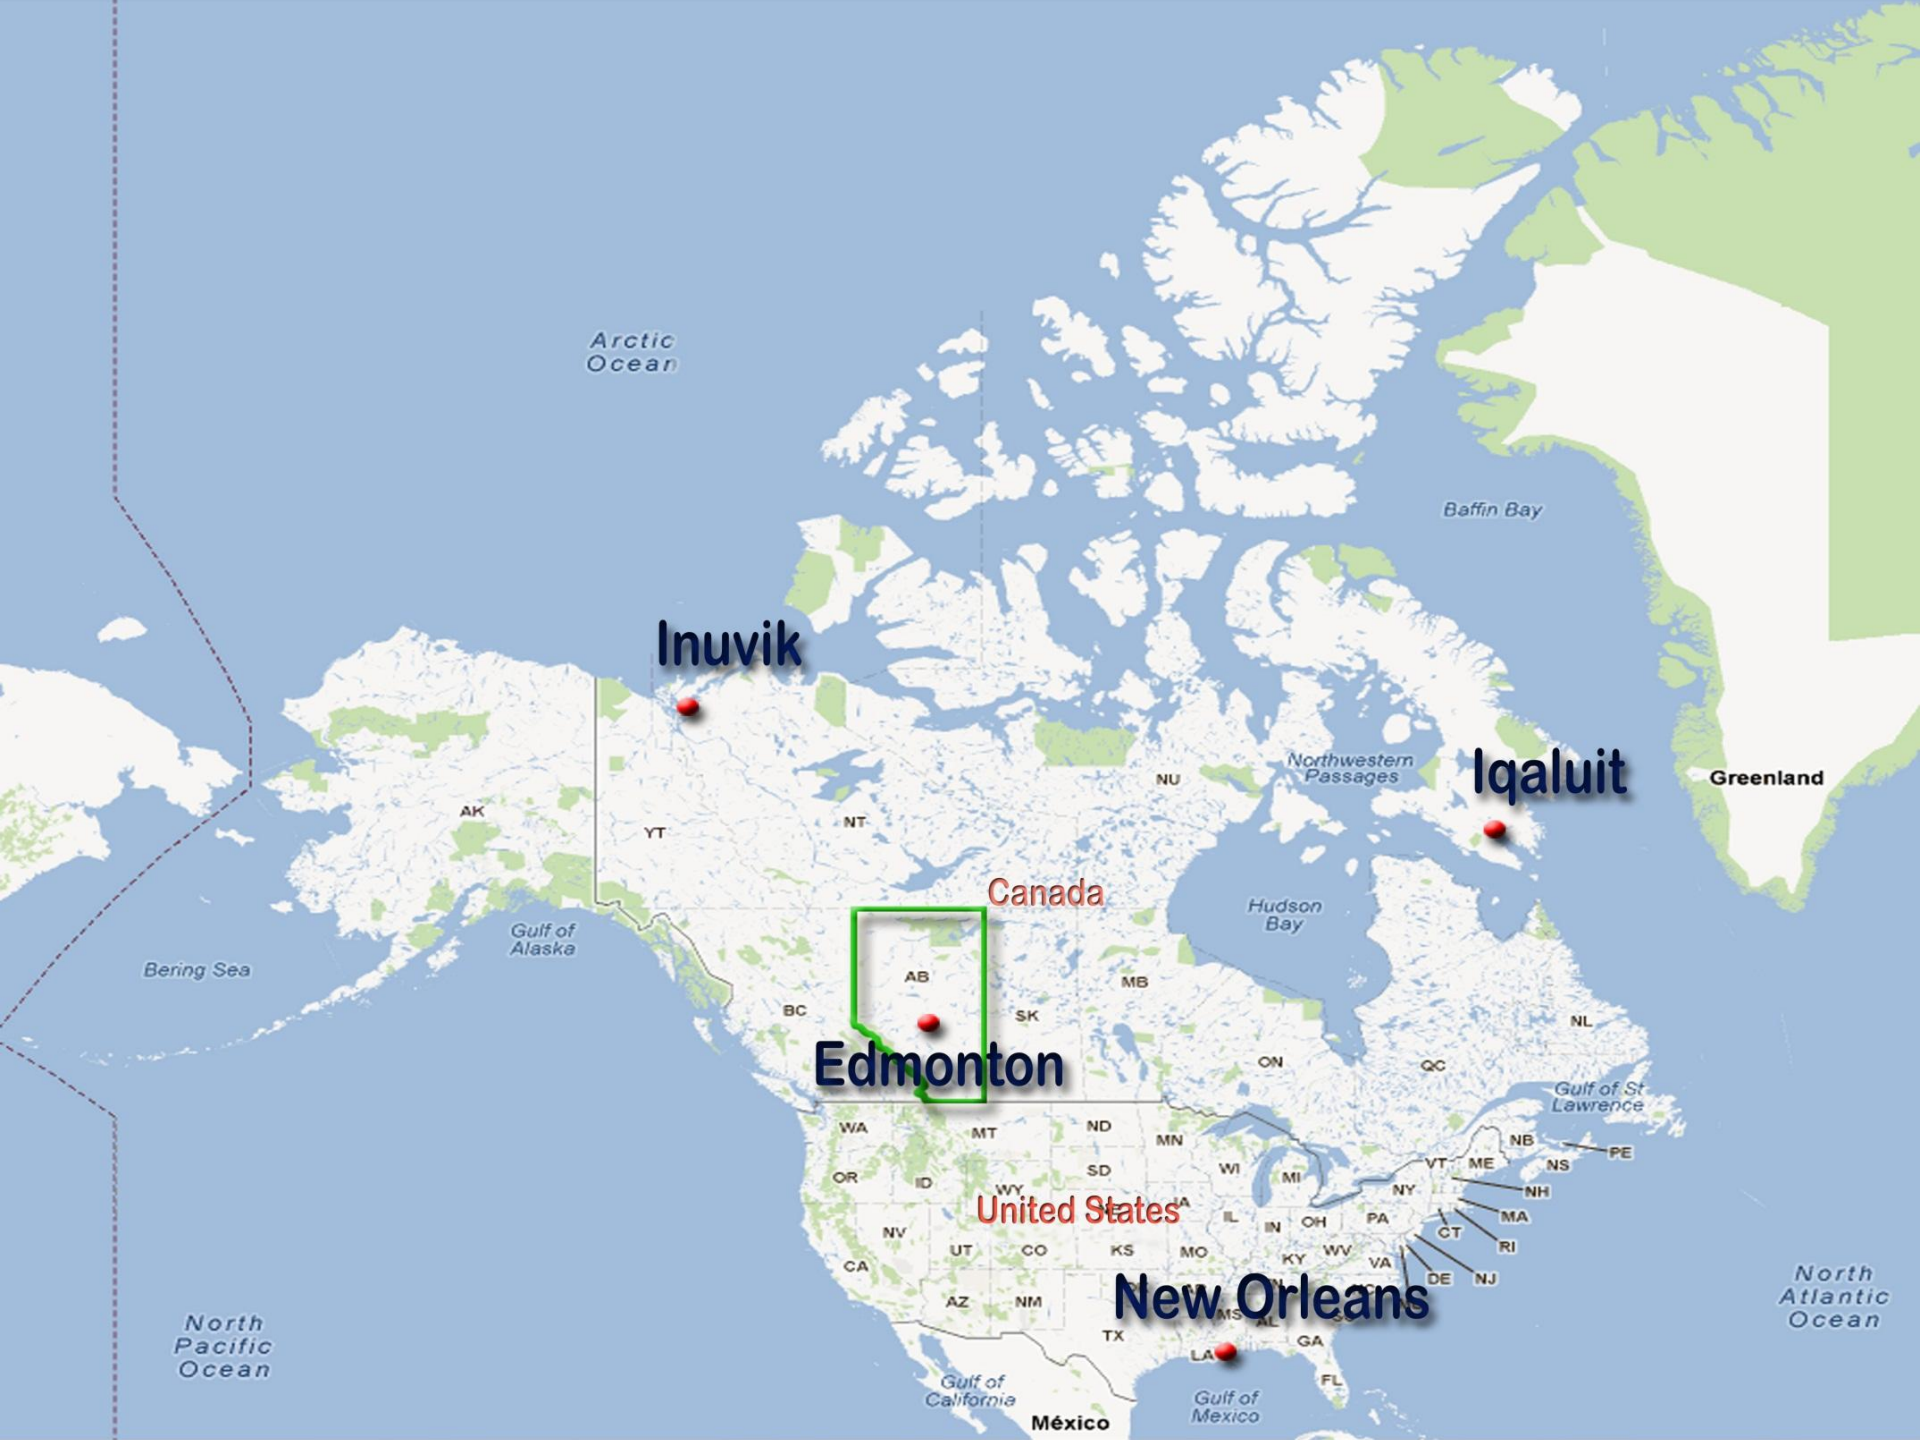 Arctic
Ocean
Baffin Bay
Inuvik
Northwestern
Passages
Iqaluit
Greenland
NU
AK
YT
NT
Canada
Hudson
Bay
Gulf of
Alaska
Bering Sea
AB
MB
BC
SK
NL
Edmonton
ON
QC
Gulf of St
Lawrence
WA
MT
ND
MN
NB
PE
OR
ID
SD
WI
MI
VT
ME
NS
WY
NY
NH
United States
IA
IL
IN
OH
PA
MA
CT
RI
NV
UT
CO
KS
MO
KY
WV
VA
DE
NJ
CA
New Orleans
AZ
NM
MS
AL
TX
GA
LA
FL
North
Pacific
Ocean
North
Atlantic
Ocean
Gulf of
California
Gulf of
Mexico
México